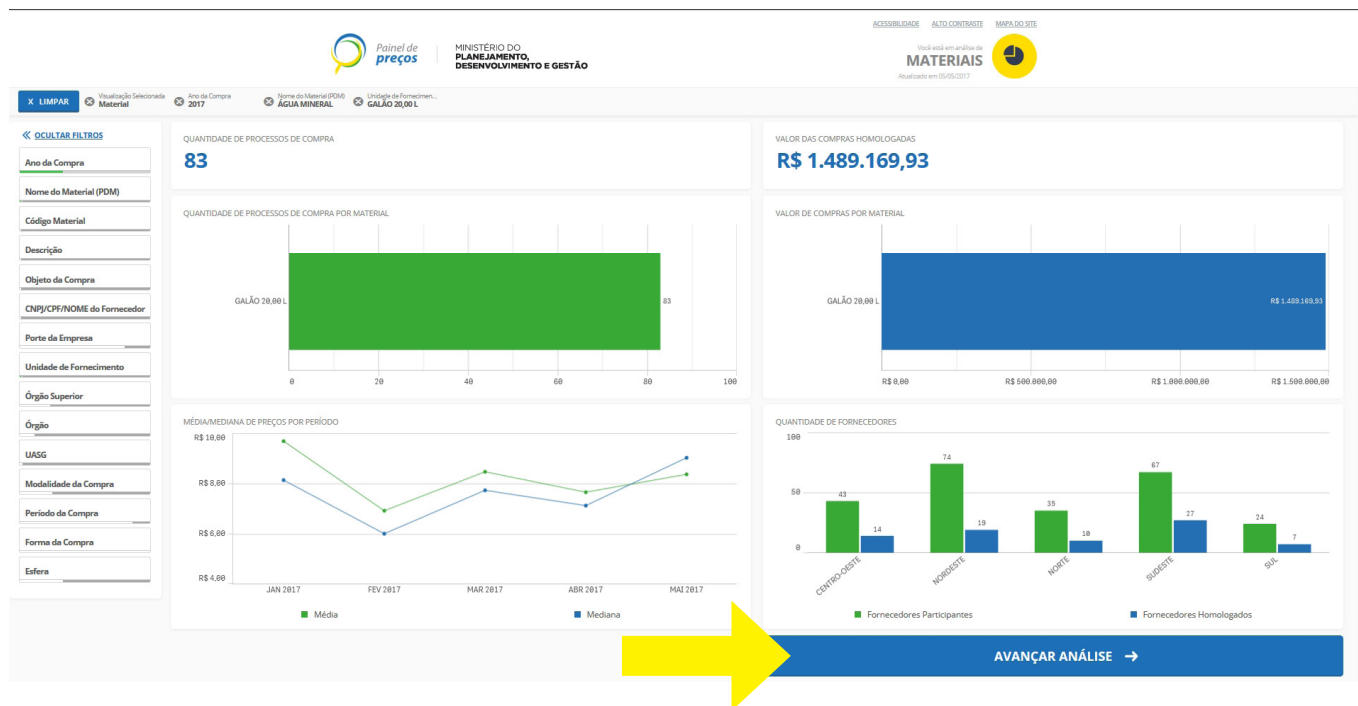 ACESSIBILIDADE ALTO CONTRASTE MAPA DO SITE
Painel de
preços
MINISTÉRIO DO
PLANEJAMENTO,
DESENVOLVIMENTO E GESTÃO
Você está em análise de
MATERIAIS
Atualizado em 05/05/2017
X LIMPAR
Visualização Selecionada
Material
Ano da Compra
2017
Nome do Material (PDM)
ÁGUA MINERAL
Unidade de Fornecimen...
GALÃO 20,00 L
OCULTAR FILTROS
Ano da Compra
Nome do Material (PDM)
Código Material
Descrição
Objeto da Compra
CNPJ/CPF/NOME do Fornecedor
Porte da Empresa
Unidade de Fornecimento
Órgão Superior
Órgão
UASG
Modalidade da Compra
Período da Compra
Forma da Compra
Esfera
QUANTIDADE DE PROCESSOS DE COMPRA
83
VALOR DAS COMPRAS HOMOLOGADAS
R$ 1.489.169,93
QUANTIDADE DE PROCESSOS DE COMPRA POR MATERIAL
GALÃO 20,00 L
83
0 20 40 60 80 100
VALOR DE COMPRAS POR MATERIAL
GALÃO 20,00 L
R$ 1.489.169,93
R$ 0,00 R$ 500.000,00 R$ 1.000.000,00 R$ 1.500.000,00
MÉDIA/MEDIANA DE PREÇOS POR PERÍODO
R$ 10,00
R$ 8,00
R$ 6,00
R$ 4,00
JAN 2017 FEV 2017 MAR 2017 ABR 2017 MAI 2017
Média Mediana
QUANTIDADE DE FORNECEDORES
100
50
0
43 14 74 19 35 10 67 27 24 7
CENTRO-OESTE NORDESTE NORTE SUDESTE SUL
Fornecedores Participantes Fornecedores Homologados
AVANÇAR ANÁLISE →